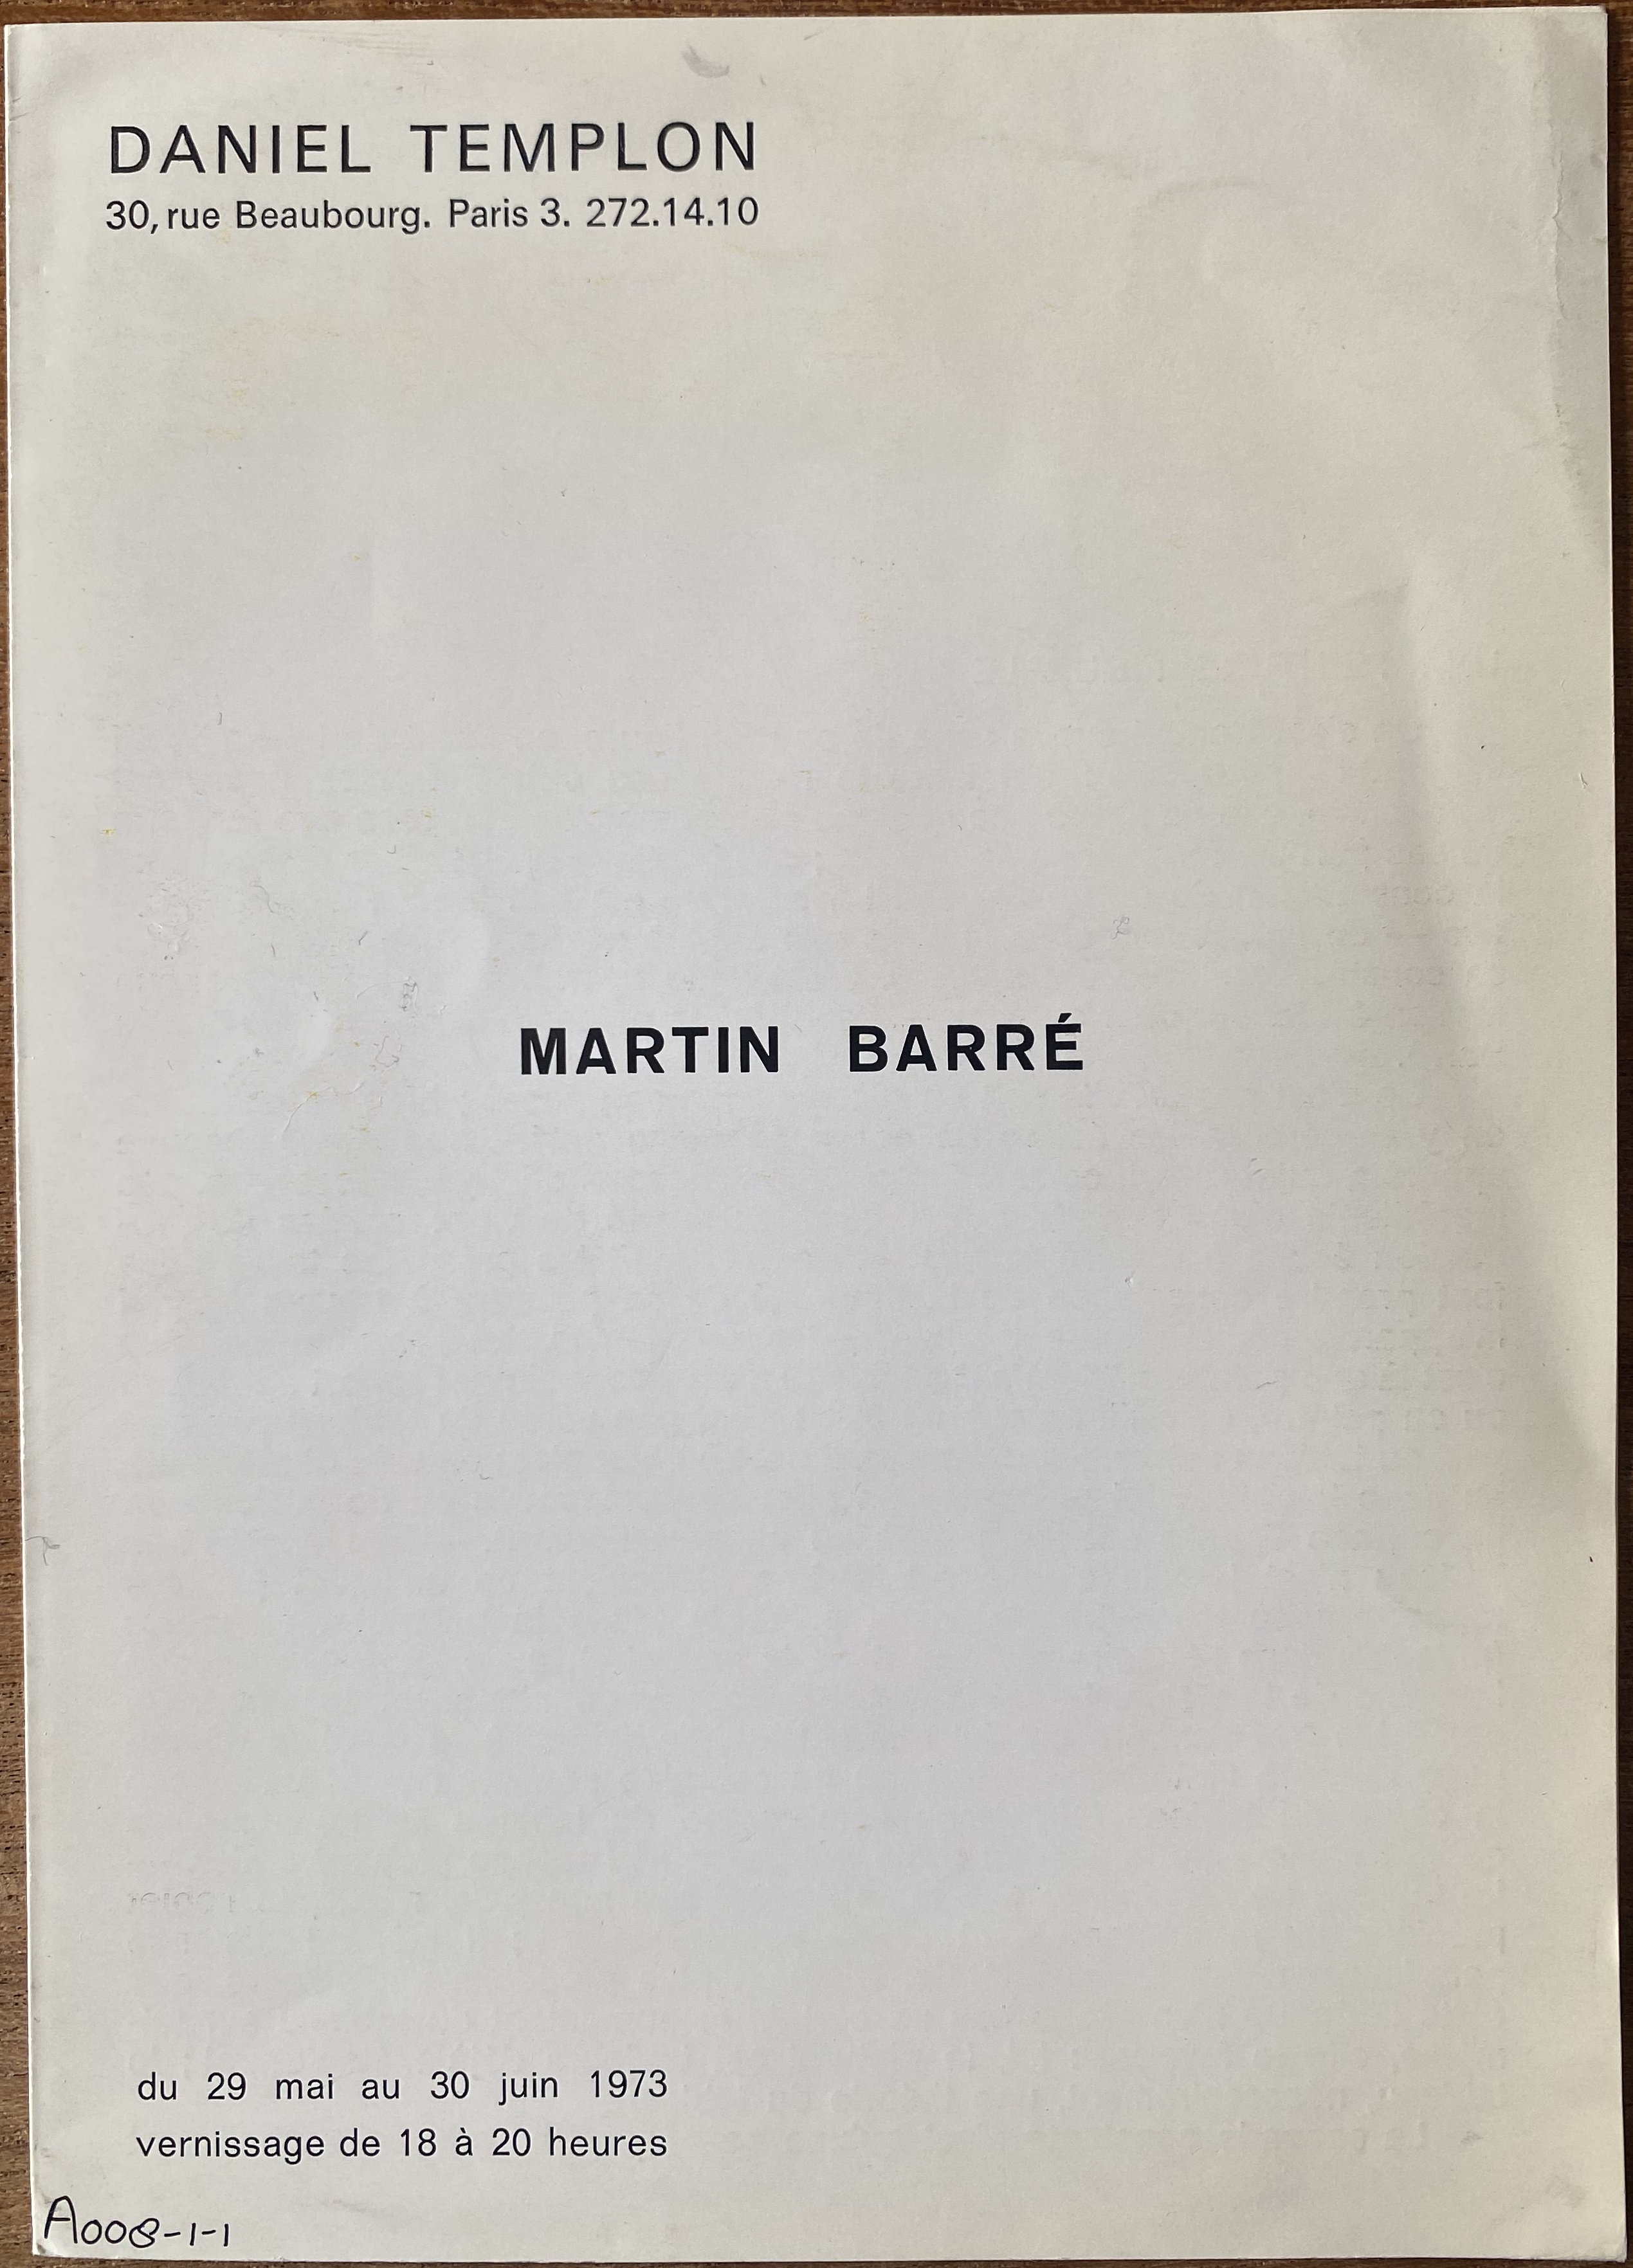 DANIEL TEMPLON
30, rue Beaubourg. Paris 3. 272.14.10
MARTIN BARRÉ
du 29 mai au 30 juin 1973
vernissage de 18 à 20 heures
A008-1-1